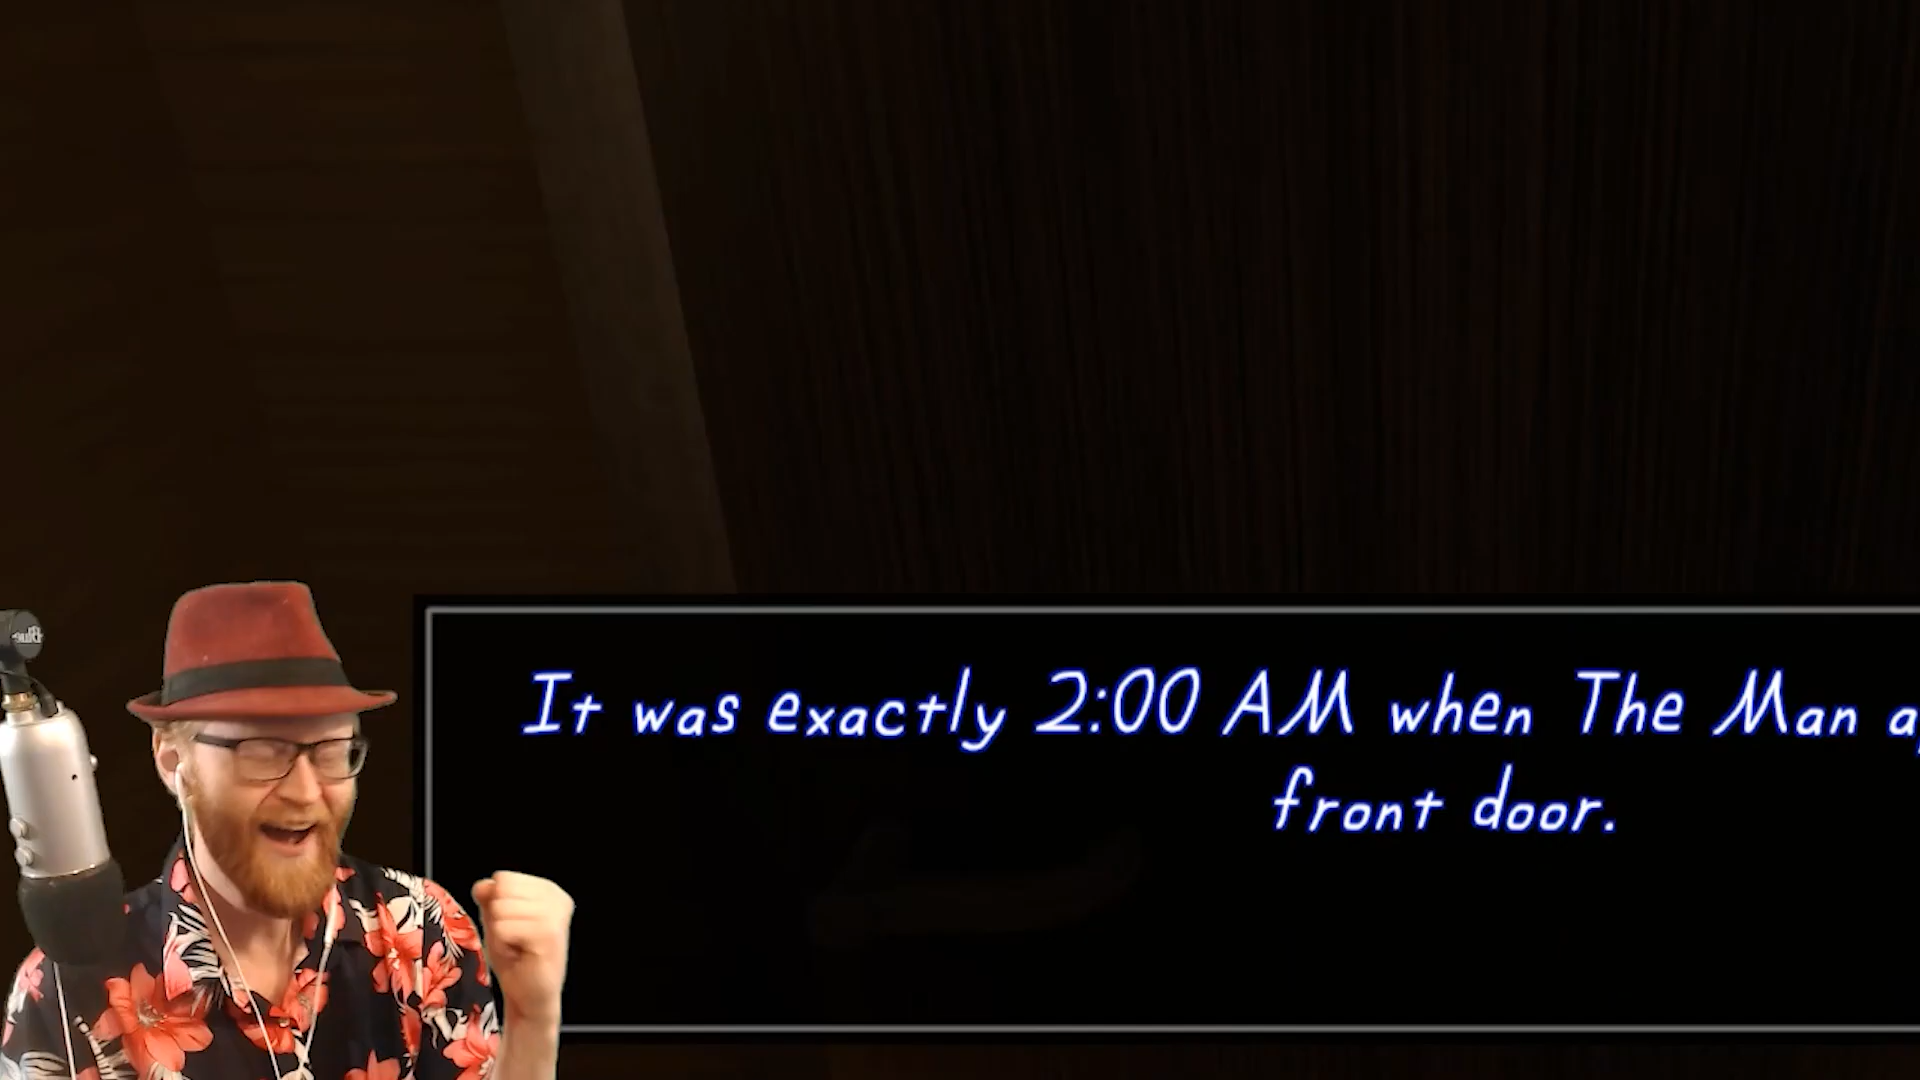 It was exactly 2:00 AM when The Man
front door.